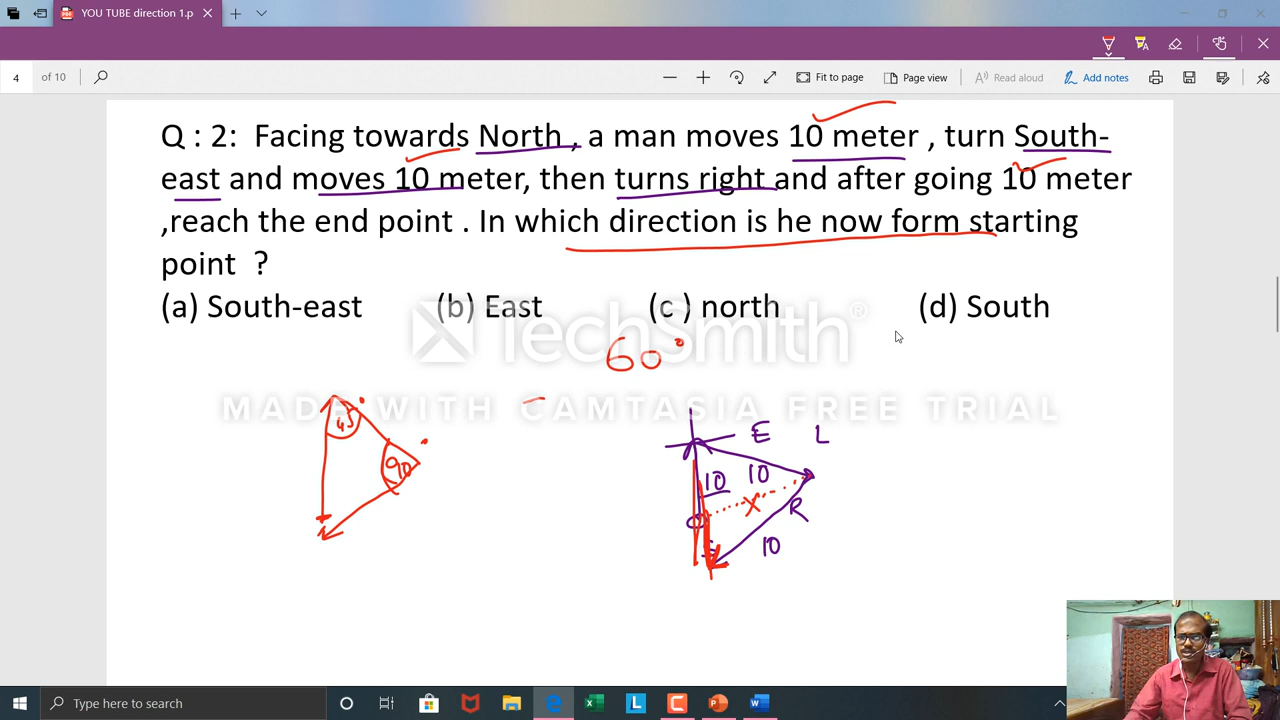 YOU TUBE direction 1.p
4 of 10 Fit to page Page view Read aloud Add notes
Q : 2: Facing towards North , a man moves 10 meter , turn South-
east and moves 10 meter, then turns right and after going 10 meter
,reach the end point . In which direction is he now form starting
point ?
(a) South-east (b) East (c ) north (d) South
TechSmith®
60°
MADE WITH CAMTASIA FREE TRIAL
45
90
E L
10 10
X R
10
Type here to search